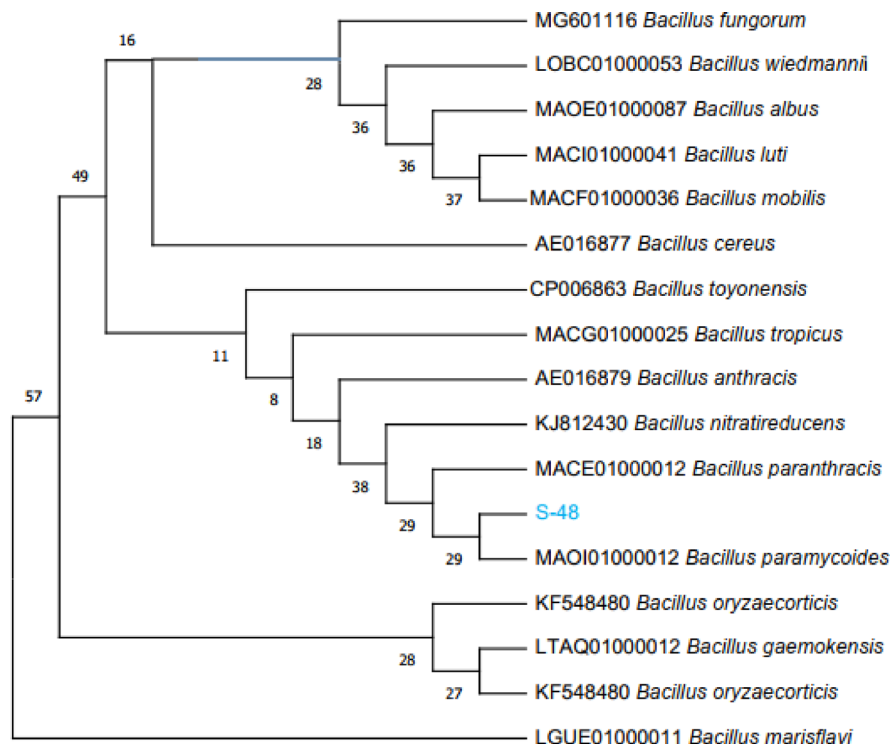 MG601116 Bacillus fungorum
16
LOBC01000053 Bacillus wiedmannii
28
MAOE01000087 Bacillus albus
36
MACI01000041 Bacillus luti
36
49
37
MACF01000036 Bacillus mobilis
AE016877 Bacillus cereus
CP006863 Bacillus toyonensis
MACG01000025 Bacillus tropicus
11
AE016879 Bacillus anthracis
57
8
KJ812430 Bacillus nitratireducens
18
MACE01000012 Bacillus paranthracis
38
S-48
29
MAOI01000012 Bacillus paramycoides
29
KF548480 Bacillus oryzaecorticis
LTAQ01000012 Bacillus gaemokensis
28
KF548480 Bacillus oryzaecorticis
27
LGUE01000011 Bacillus marisflavi